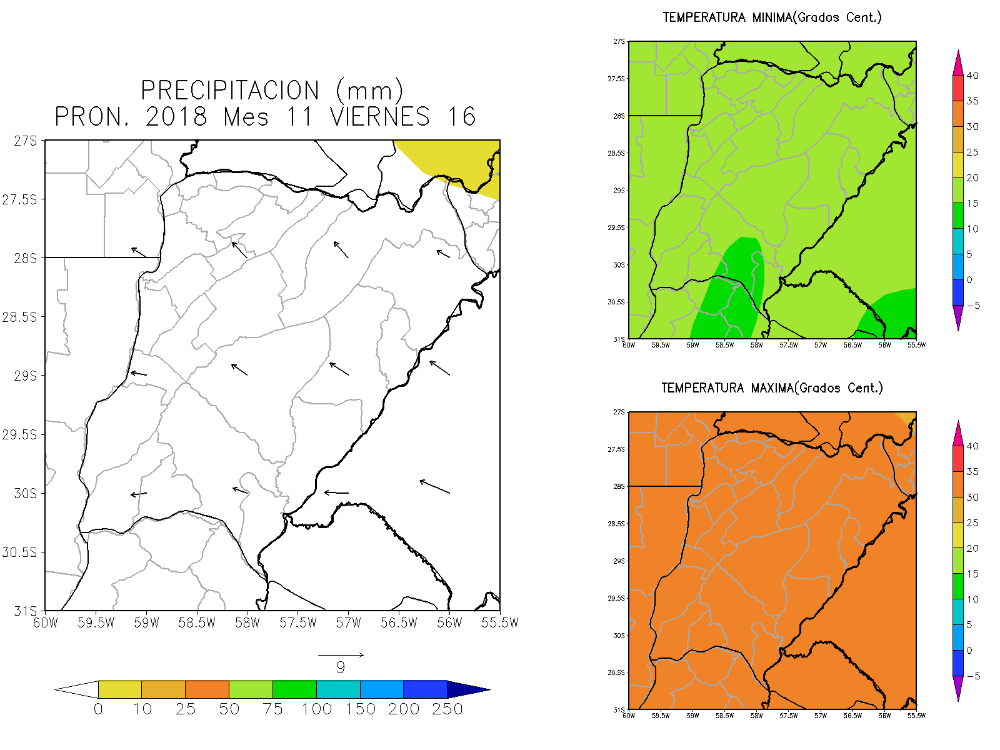 PRECIPITACION (mm)
PRON. 2018 Mes 11 VIERNES 16
27S
27.5S
28S
28.5S
29S
29.5S
30S
30.5S
31S
60W 59.5W 59W 58.5W 58W 57.5W 57W 56.5W 56W 55.5W
9
0 10 25 50 75 100 150 200 250
TEMPERATURA MINIMA(Grados Cent.)
27S
27.5S
28S
28.5S
29S
29.5S
30S
30.5S
31S
60W 59.5W 59W 58.5W 58W 57.5W 57W 56.5W 56W 55.5W
40
35
30
25
20
15
10
5
0
-5
TEMPERATURA MAXIMA(Grados Cent.)
27S
27.5S
28S
28.5S
29S
29.5S
30S
30.5S
31S
60W 59.5W 59W 58.5W 58W 57.5W 57W 56.5W 56W 55.5W
40
35
30
25
20
15
10
5
0
-5